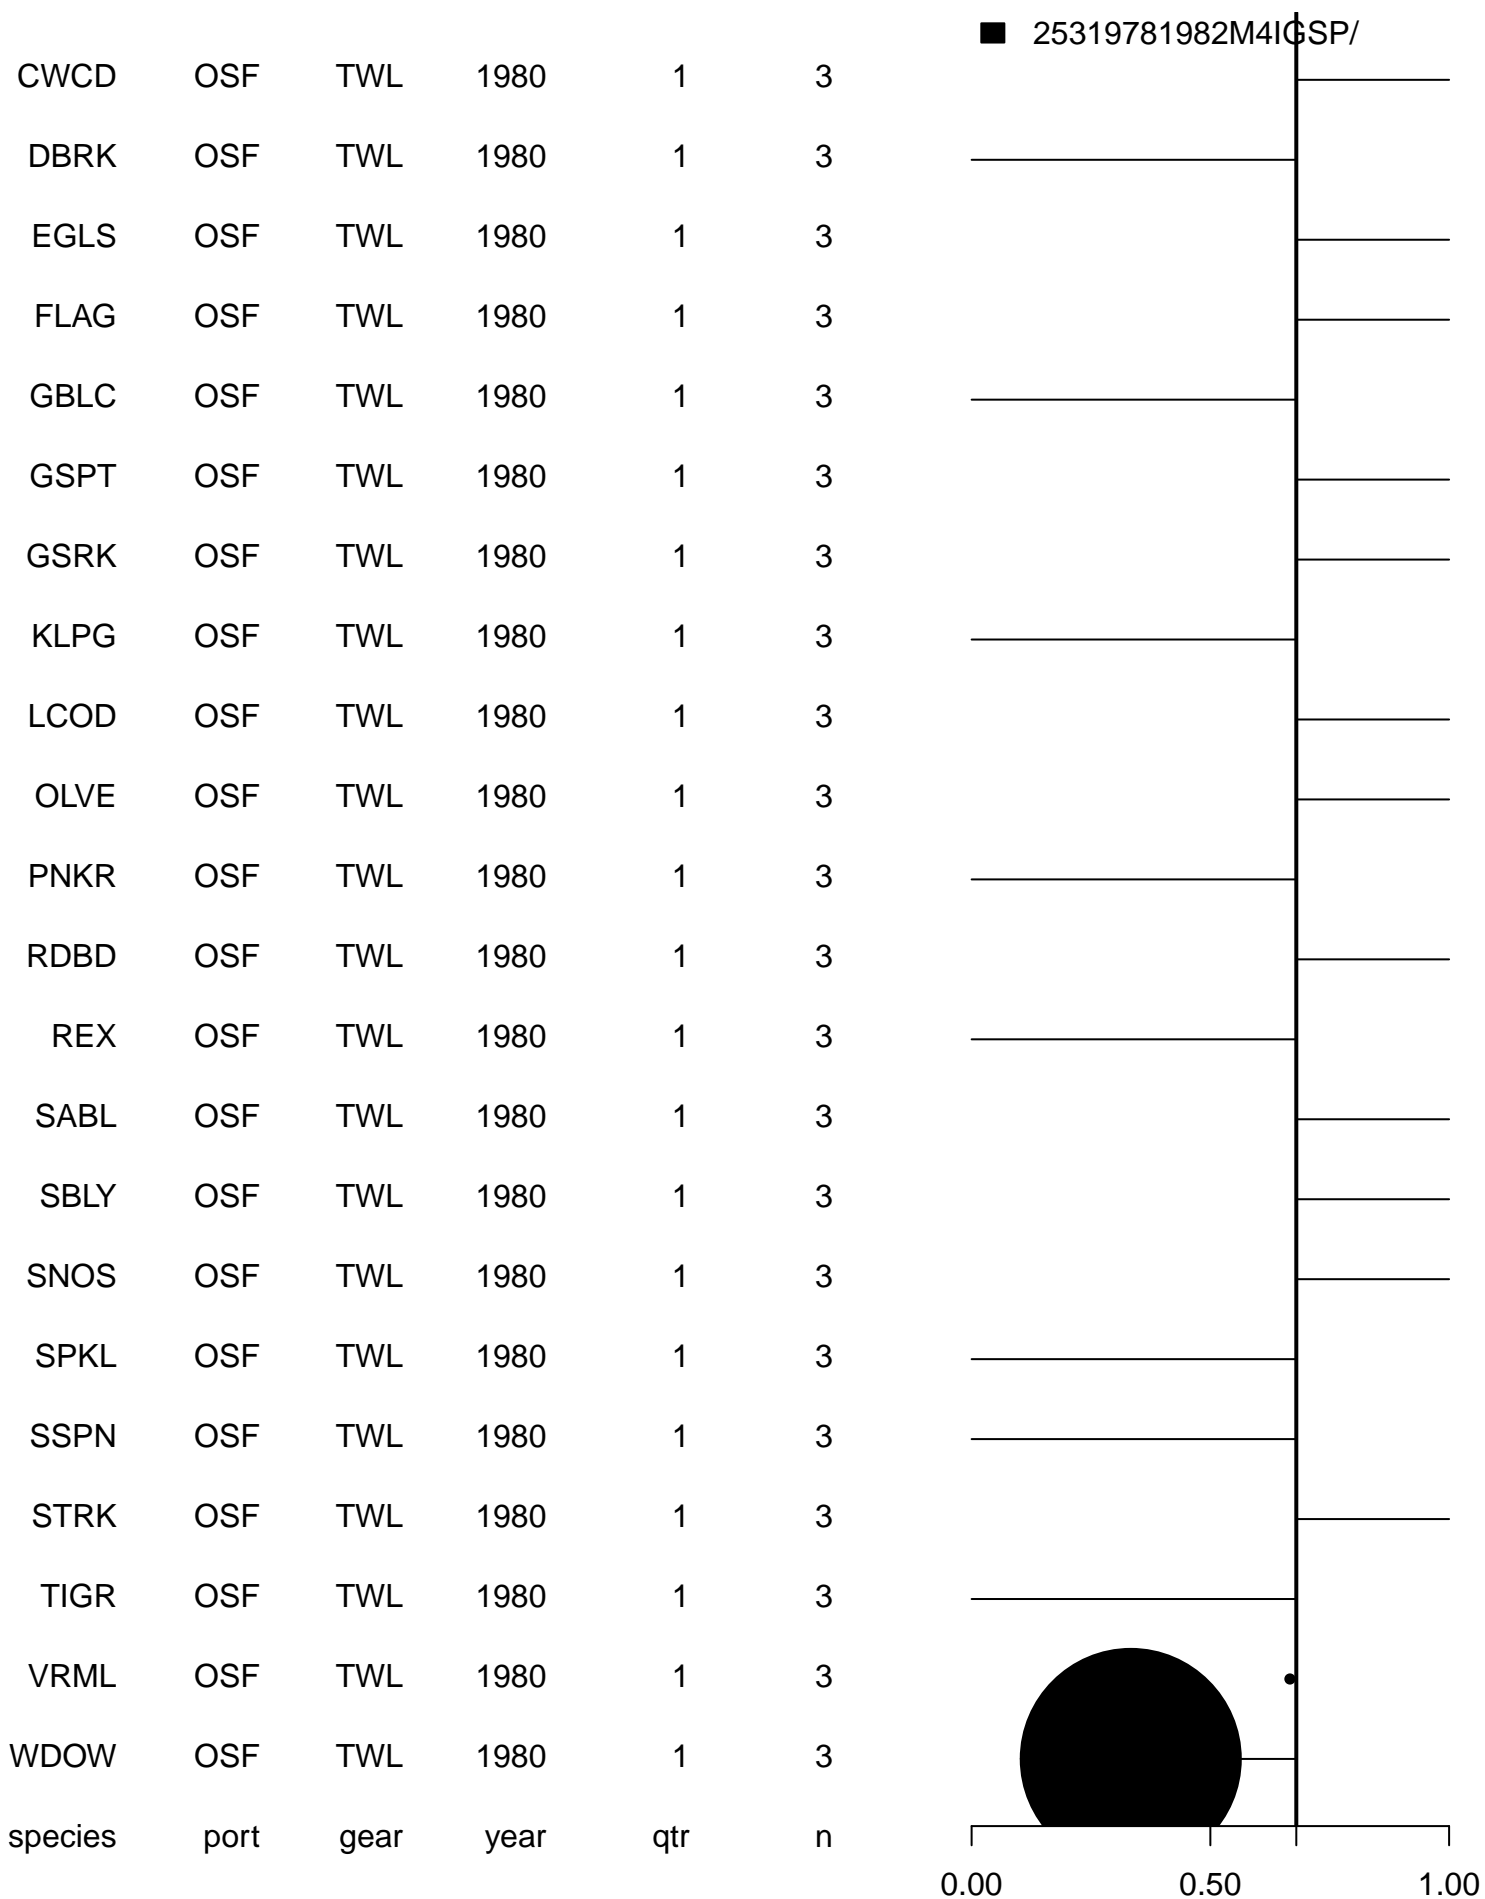 25319781982M4IGSP/
CWCD OSF TWL 1980 1 3
DBRK OSF TWL 1980 1 3
EGLS OSF TWL 1980 1 3
FLAG OSF TWL 1980 1 3
GBLC OSF TWL 1980 1 3
GSPT OSF TWL 1980 1 3
GSRK OSF TWL 1980 1 3
KLPG OSF TWL 1980 1 3
LCOD OSF TWL 1980 1 3
OLVE OSF TWL 1980 1 3
PNKR OSF TWL 1980 1 3
RDBD OSF TWL 1980 1 3
REX OSF TWL 1980 1 3
SABL OSF TWL 1980 1 3
SBLY OSF TWL 1980 1 3
SNOS OSF TWL 1980 1 3
SPKL OSF TWL 1980 1 3
SSPN OSF TWL 1980 1 3
STRK OSF TWL 1980 1 3
TIGR OSF TWL 1980 1 3
VRML OSF TWL 1980 1 3
WDOW OSF TWL 1980 1 3
species port gear year qtr n
0.00 0.50 1.00